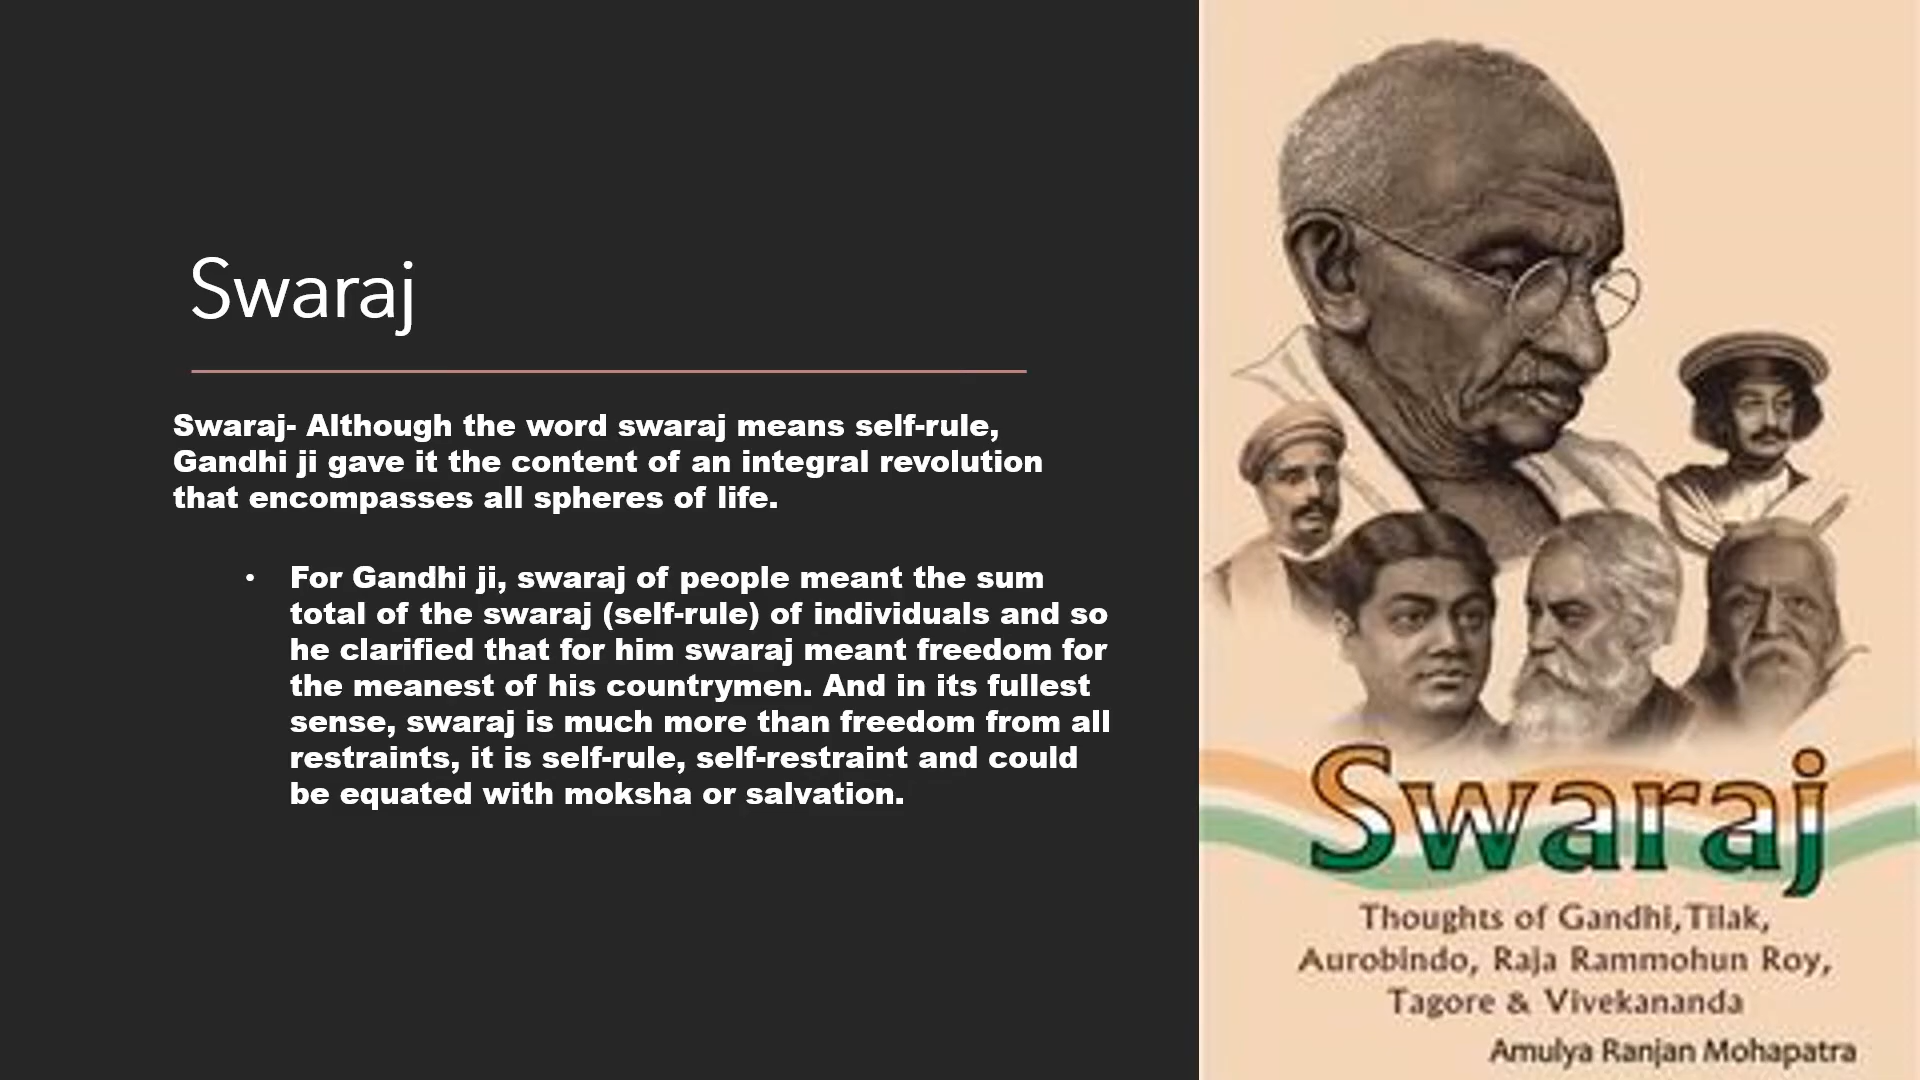 Swaraj
Swaraj- Although the word swaraj means self-rule,
Gandhi ji gave it the content of an integral revolution
that encompasses all spheres of life.
• For Gandhi ji, swaraj of people meant the sum
total of the swaraj (self-rule) of individuals and so
he clarified that for him swaraj meant freedom for
the meanest of his countrymen. And in its fullest
sense, swaraj is much more than freedom from all
restraints, it is self-rule, self-restraint and could
be equated with moksha or salvation.
Swaraj
Thoughts of Gandhi, Tilak,
Aurobindo, Raja Rammohun Roy,
Tagore & Vivekananda
Amulya Ranjan Mohapatra